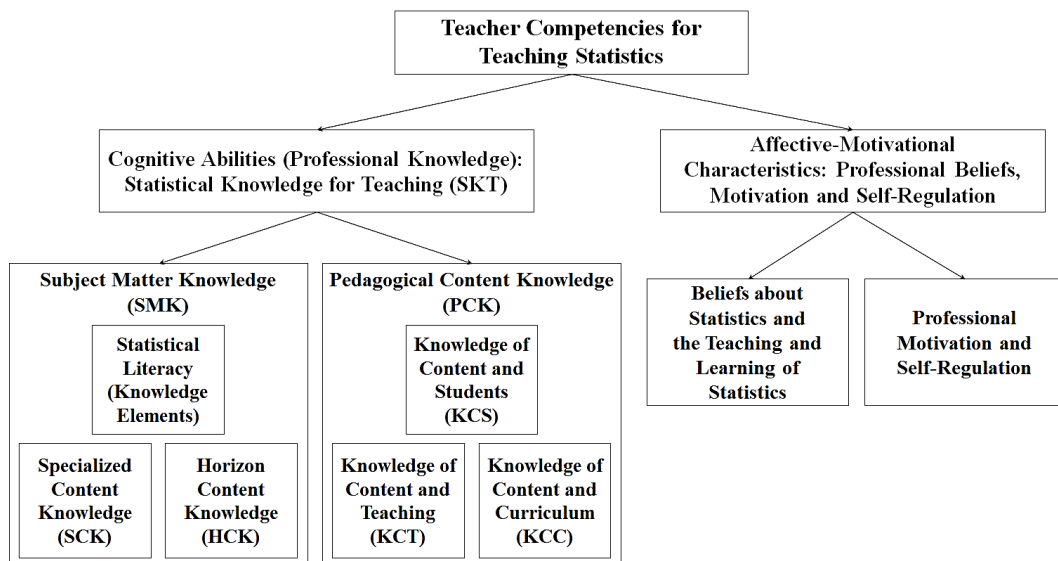 Teacher Competencies for
Teaching Statistics
Cognitive Abilities (Professional Knowledge):
Statistical Knowledge for Teaching (SKT)
Affective-Motivational
Characteristics: Professional Beliefs,
Motivation and Self-Regulation
Subject Matter Knowledge
(SMK)
Statistical
Literacy
(Knowledge
Elements)
Specialized
Content
Knowledge
(SCK)
Horizon
Content
Knowledge
(HCK)
Pedagogical Content Knowledge
(PCK)
Knowledge of
Content and
Students
(KCS)
Knowledge of
Content and
Teaching
(KCT)
Knowledge of
Content and
Curriculum
(KCC)
Beliefs about
Statistics and
the Teaching and
Learning of
Statistics
Professional
Motivation and
Self-Regulation